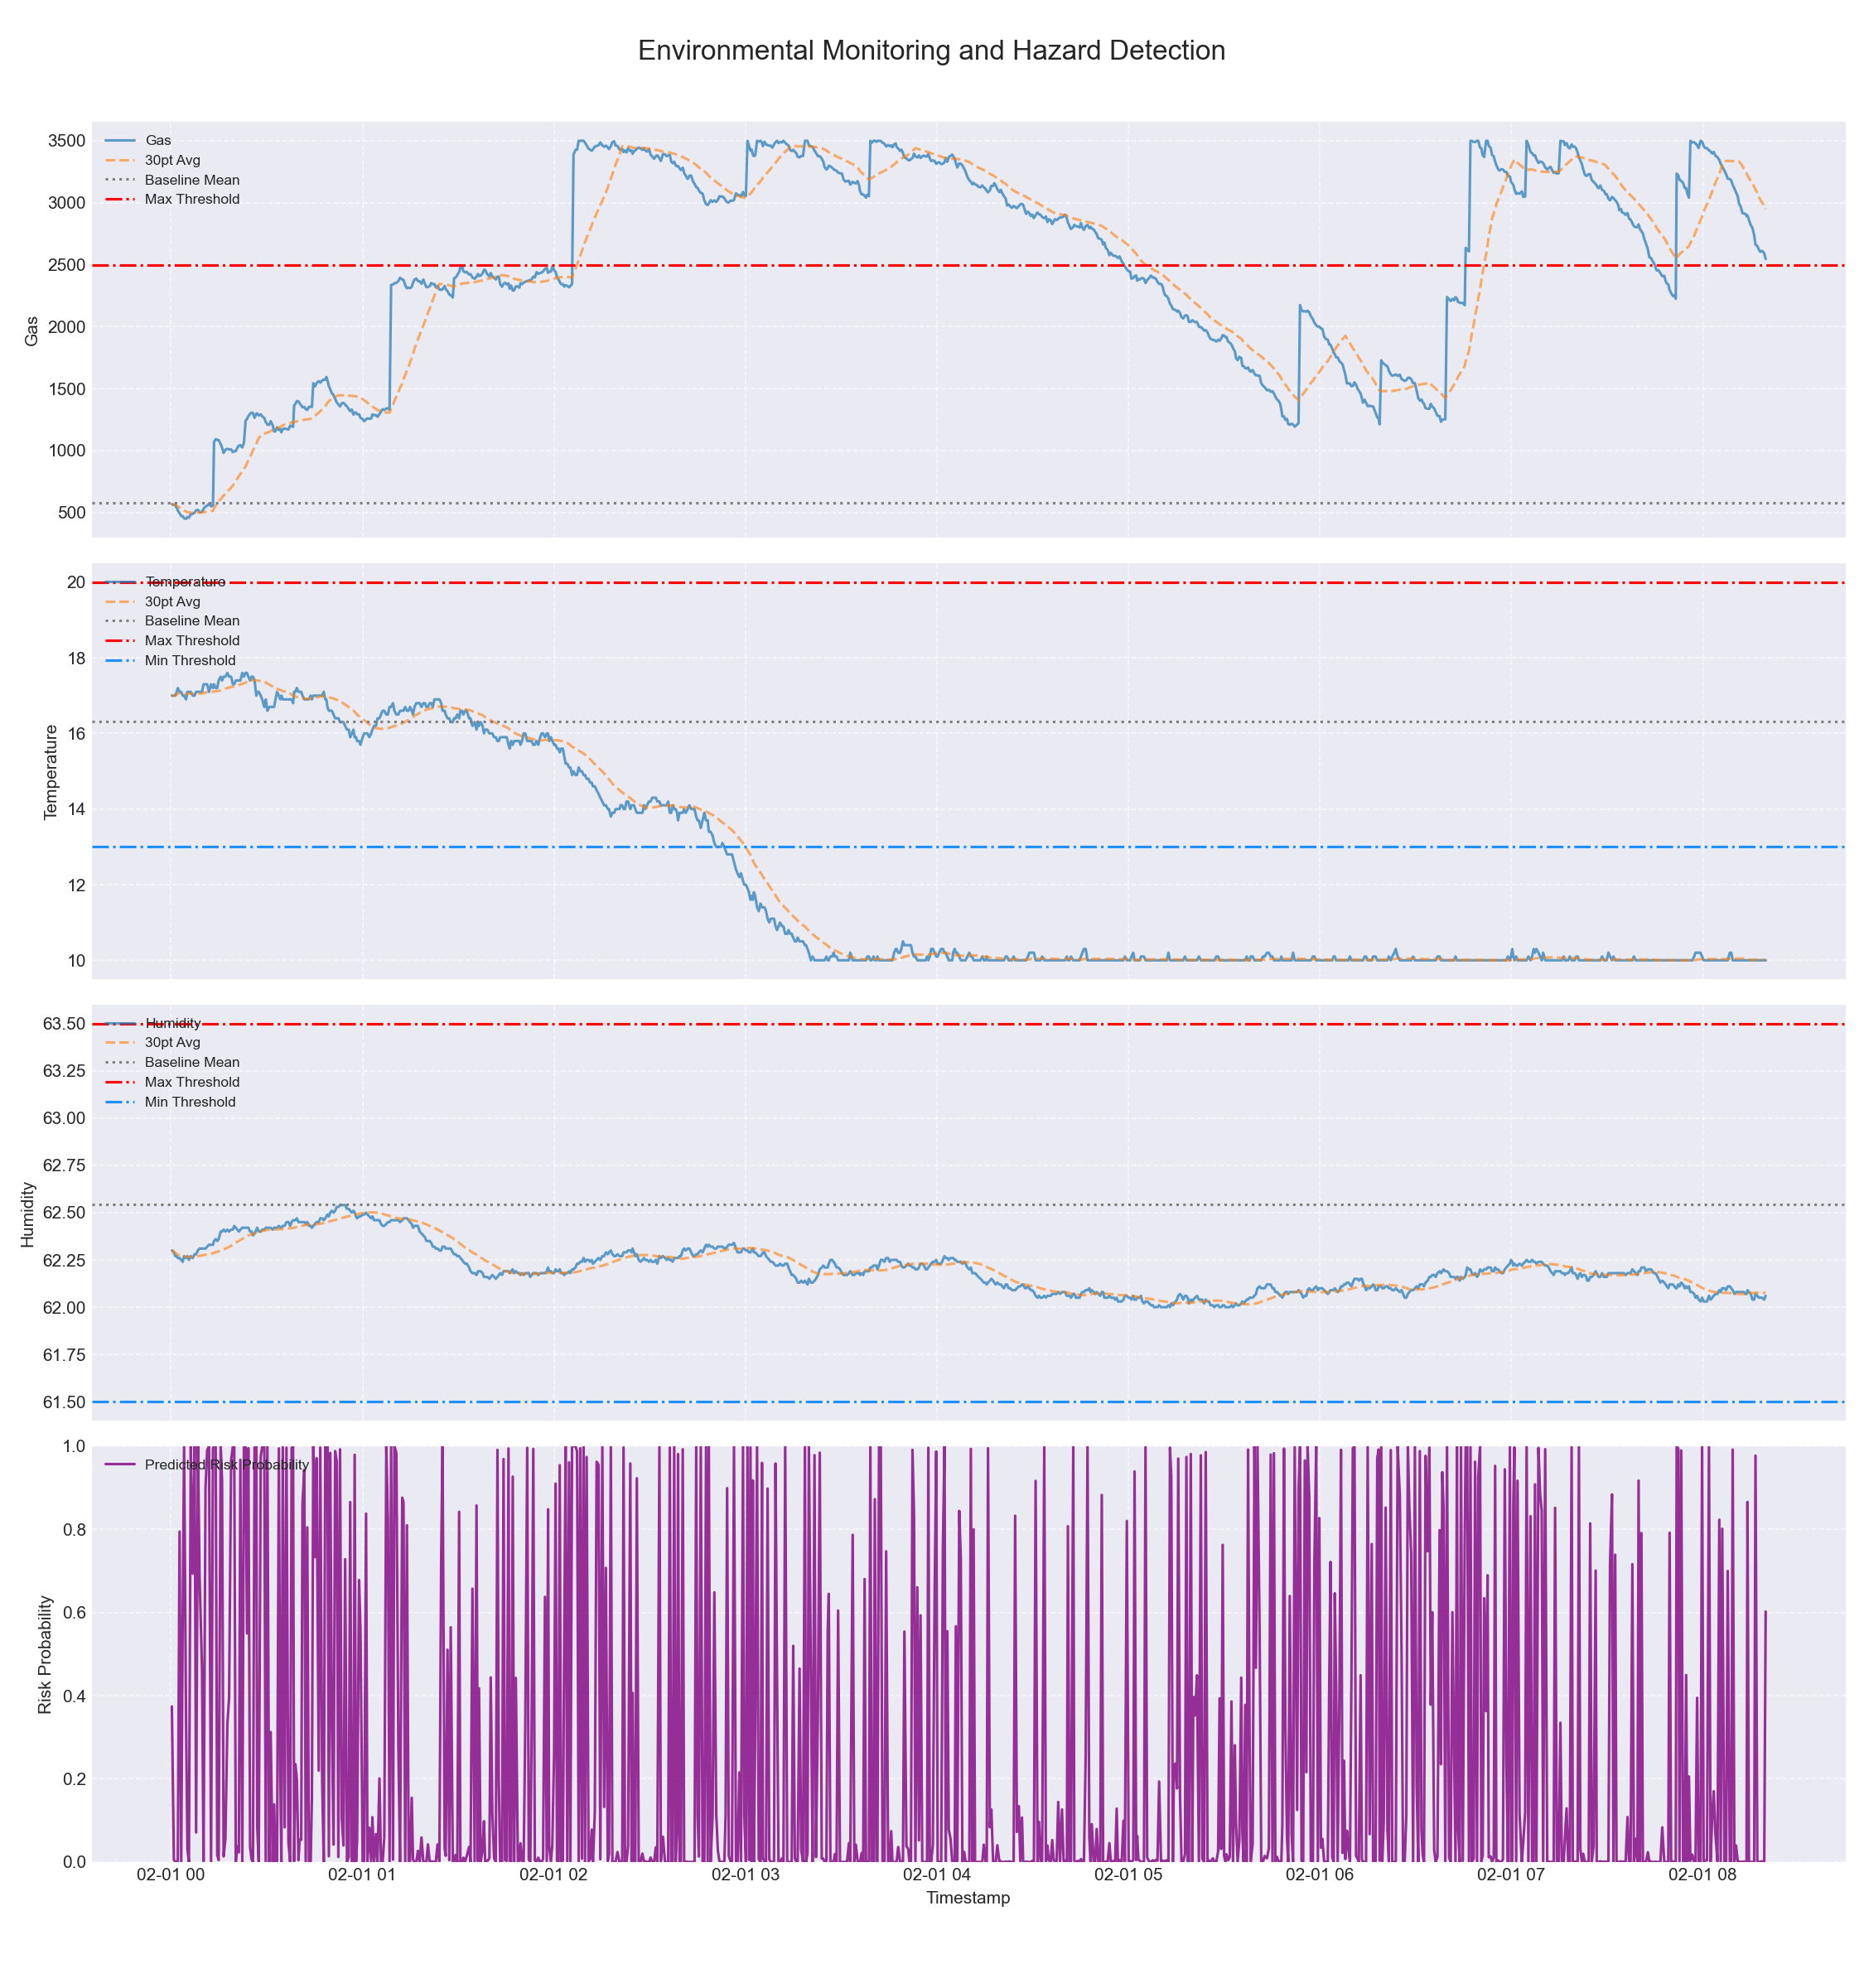 Environmental Monitoring and Hazard Detection
Gas
3500
3000
2500
2000
1500
1000
500
Gas
30pt Avg
Baseline Mean
Max Threshold
Temperature
20
18
16
14
12
10
Temperature
30pt Avg
Baseline Mean
Max Threshold
Min Threshold
Humidity
63.50
63.25
63.00
62.75
62.50
62.25
62.00
61.75
61.50
Humidity
30pt Avg
Baseline Mean
Max Threshold
Min Threshold
Risk Probability
1.0
0.8
0.6
0.4
0.2
0.0
Predicted Risk Probability
02-01 00 02-01 01 02-01 02 02-01 03 02-01 04 02-01 05 02-01 06 02-01 07 02-01 08
Timestamp